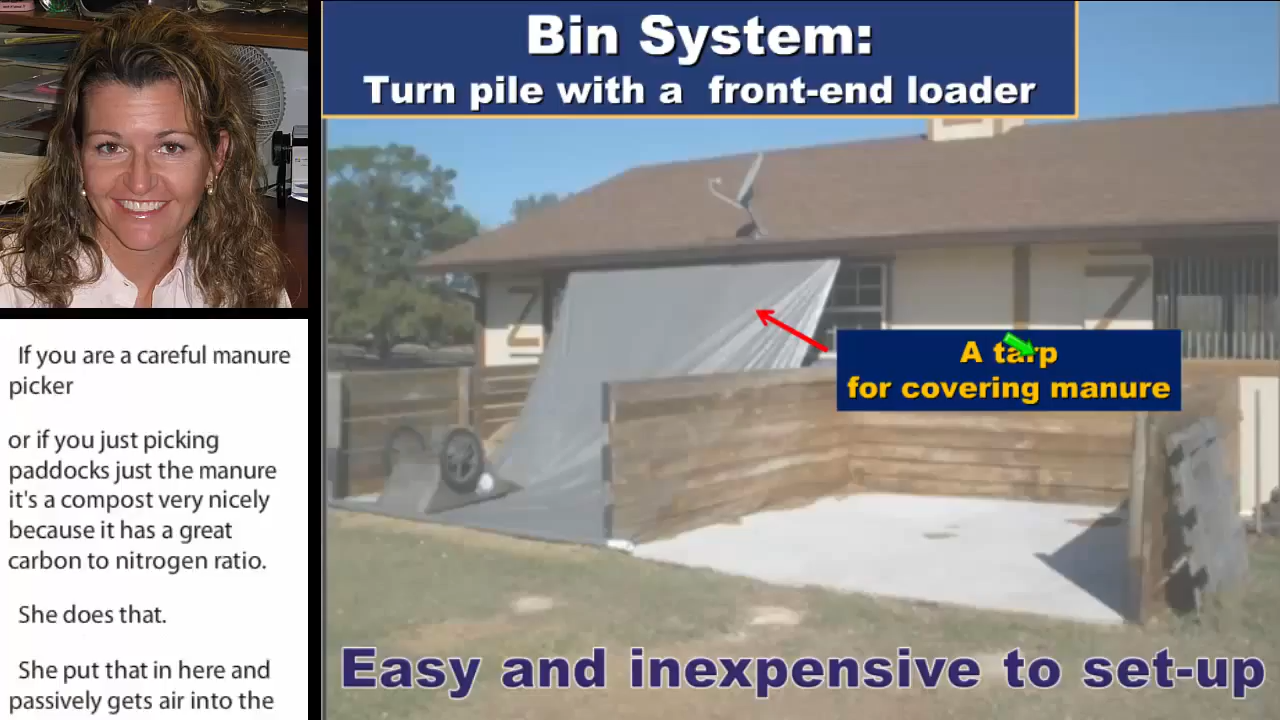 Bin System:
Turn pile with a front-end loader
A tarp
for covering manure
Easy and inexpensive to set-up
If you are a careful manure
picker
or if you just picking
paddocks just the manure
it's a compost very nicely
because it has a great
carbon to nitrogen ratio.
She does that.
She put that in here and
passively gets air into the